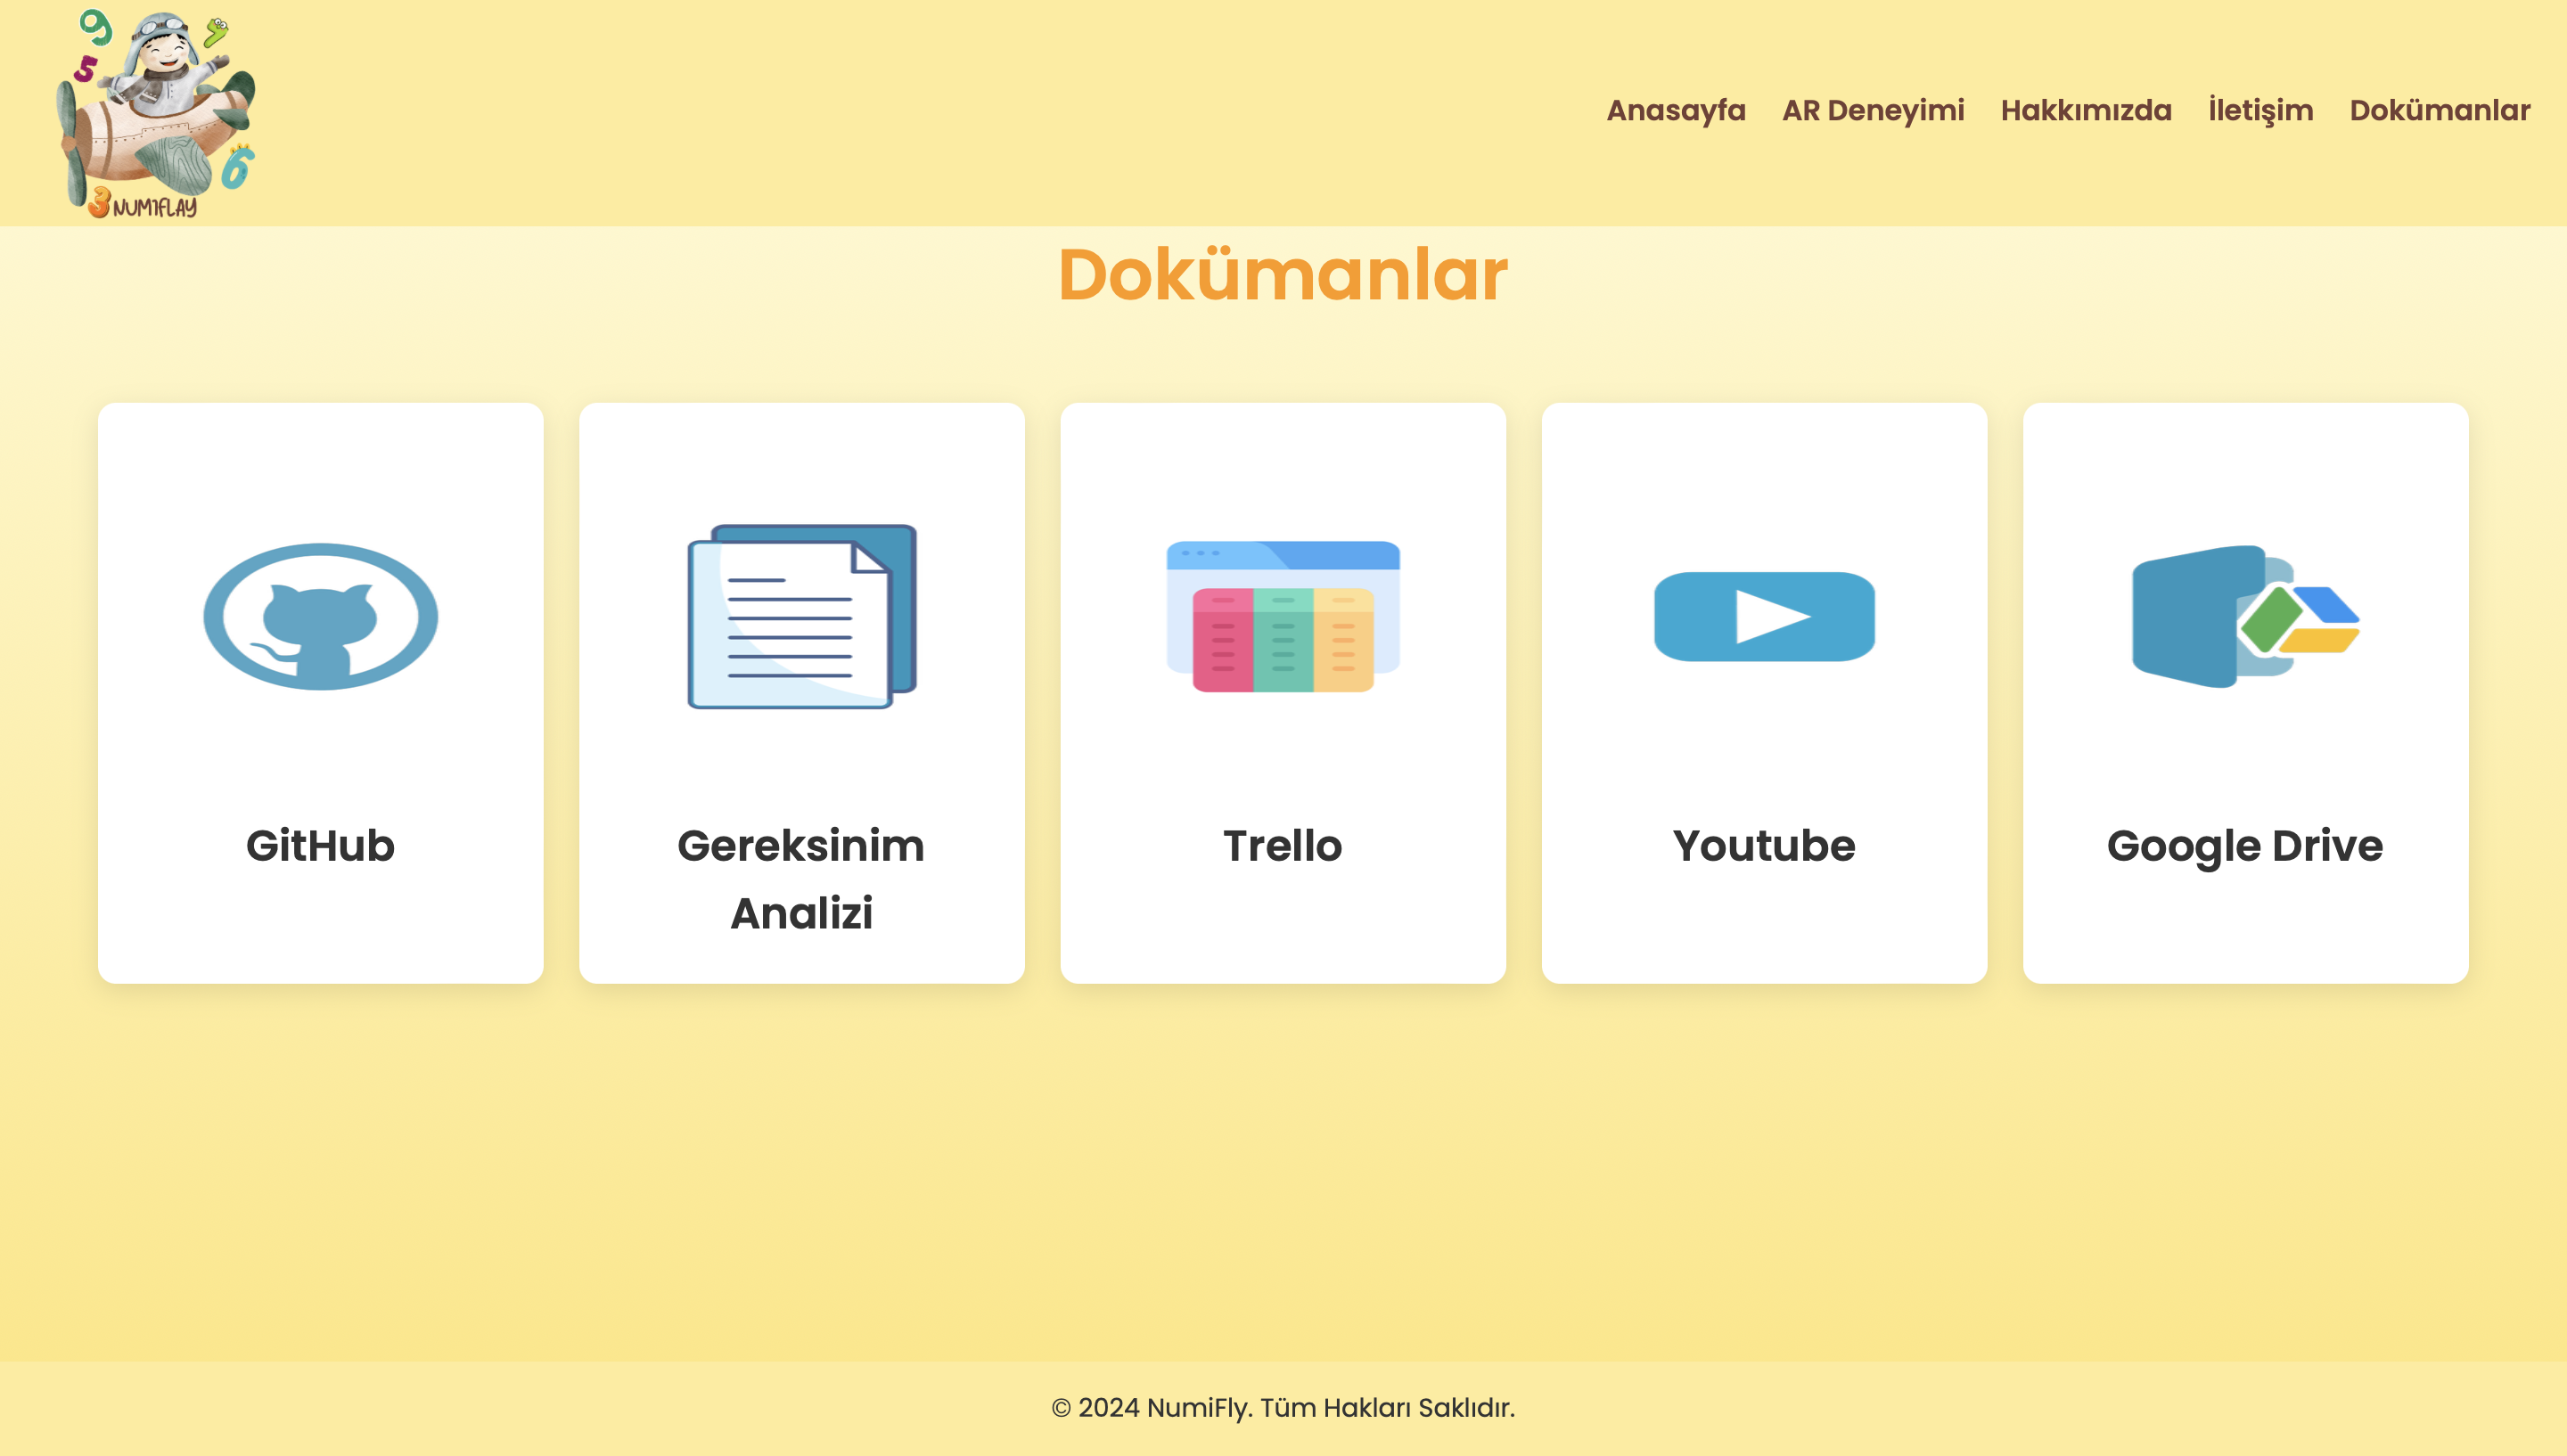 9
5
6
3 NUMIFLAY
Anasayfa AR Deneyimi Hakkımızda İletişim Dokümanlar
Dokümanlar
GitHub
Gereksinim
Analizi
Trello
Youtube
Google Drive
© 2024 NumiFly. Tüm Hakları Saklıdır.